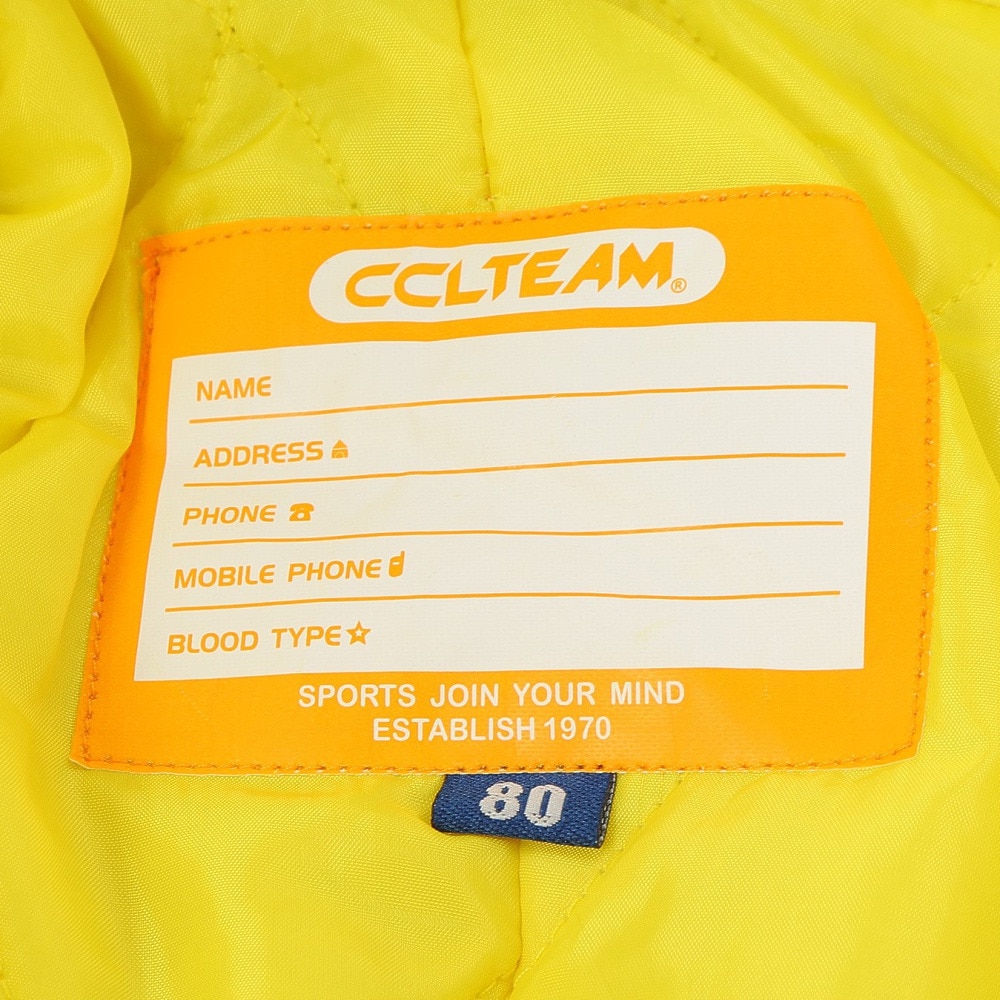 CCLTEAM®
NAME
ADDRESS
PHONE
MOBILE PHONE
BLOOD TYPE
SPORTS JOIN YOUR MIND
ESTABLISH 1970
80